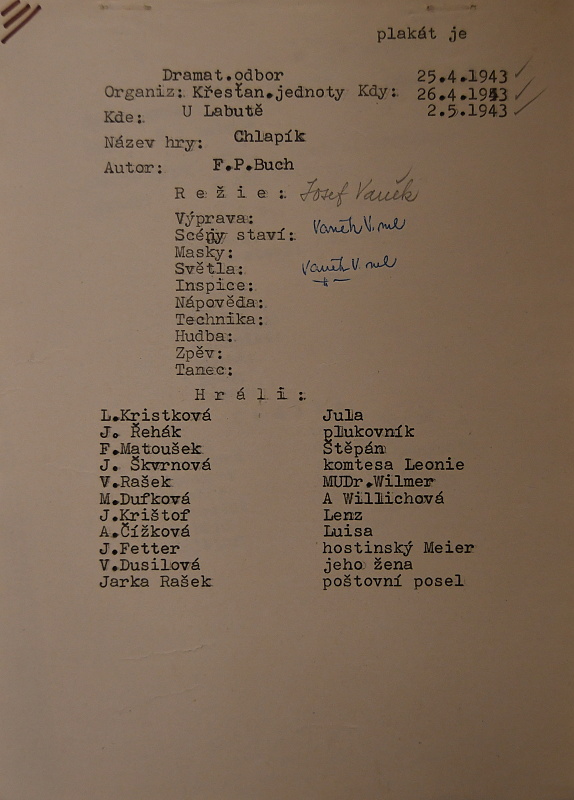 plakát je
Dramat.odbor 25.4.1943
Organiz: Křesťan.jednoty Kdy: 26.4.1943
Kde: U Labutě 2.5.1943
Název hry: Chlapík
Autor: F.P.Buch
R e ž i e : Josef Vaněk
Výprava:
Scény staví: Vaněk V. ml
Masky:
Světla: Vaněk V. ml
Inspice:
Nápověda:
Technika:
Hudba:
Zpěv:
Tanec:
H r á l i :
L.Kristková Jula
J. Řehák plukovník
F.Matoušek Štěpán
J. Škvrnová komtesa Leonie
V.Rašek MUDr.Wilmer
M.Dufková A Willichová
J.Krištof Lenz
A.Čížková Luisa
J.Fetter hostinský Meier
V.Dusilová jeho žena
Jarka Rašek poštovní posel